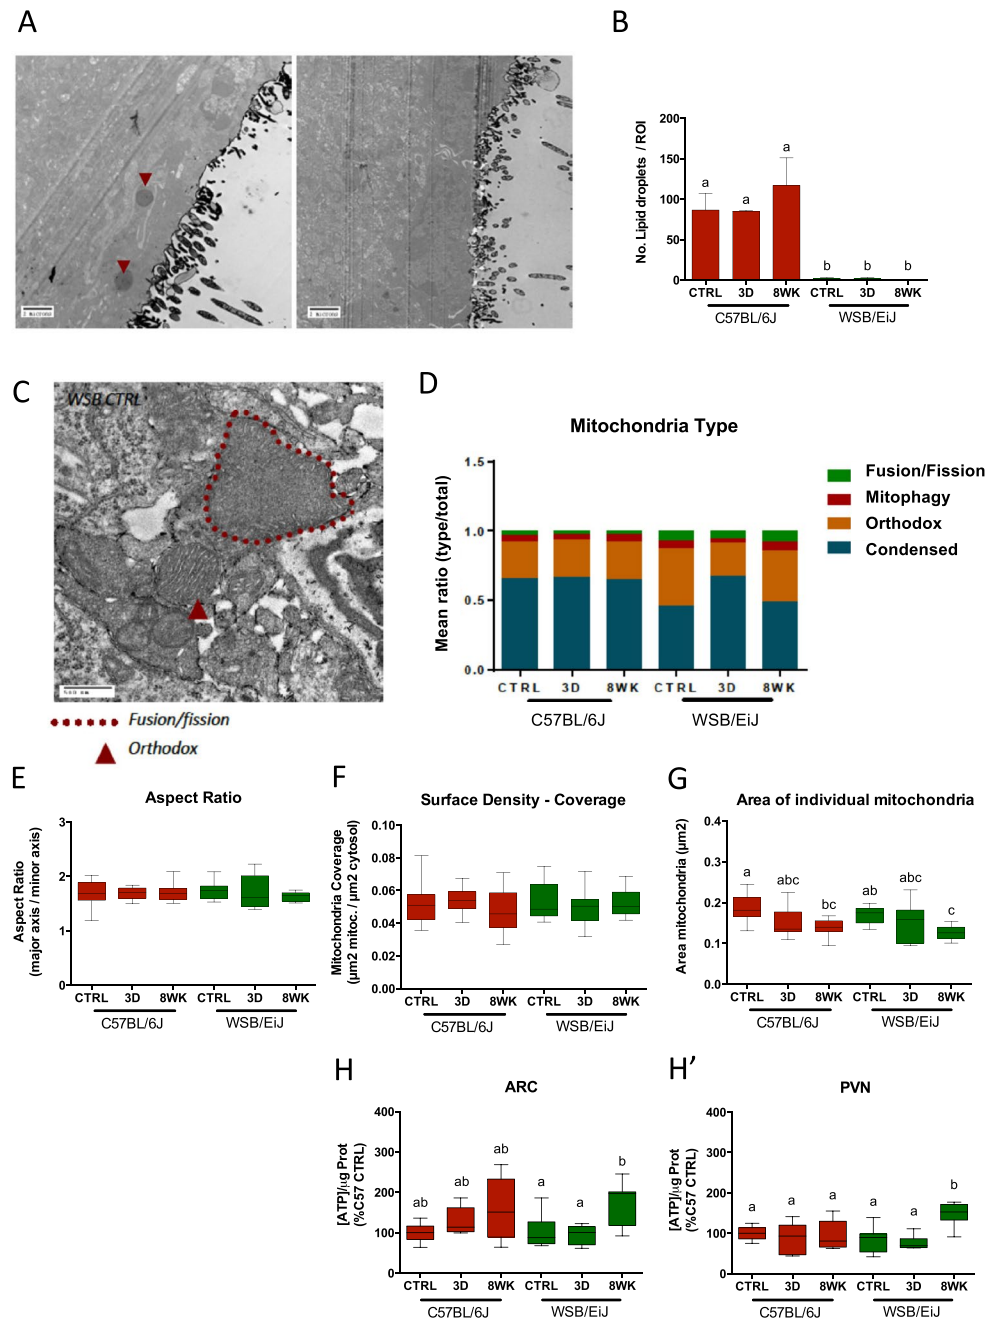 A
B
2 Microns
2 Microns
No. Lipid droplets / ROI
200
150
100
50
0
a
a
a
b
b
b
CTRL 3D 8WK CTRL 3D 8WK
C57BL/6J WSB/EiJ
C
WSB CTRL
500 nm
Fusion/fission
Orthodox
D
Mitochondria Type
Mean ratio (type/total)
1.5
1.0
0.5
0.0
CTRL 3D 8WK CTRL 3D 8WK
C57BL/6J WSB/EiJ
Fusion/Fission
Mitophagy
Orthodox
Condensed
E
Aspect Ratio
Aspect Ratio
(major axis / minor axis)
3
2
1
0
CTRL 3D 8WK CTRL 3D 8WK
C57BL/6J WSB/EiJ
F
Surface Density - Coverage
Mitochondria Coverage
(µm2 mito. / µm2 cytosol)
0.10
0.08
0.06
0.04
0.02
0.00
CTRL 3D 8WK CTRL 3D 8WK
C57BL/6J WSB/EiJ
G
Area of individual mitochondria
Area mitochondria (µm2)
0.4
0.3
0.2
0.1
0.0
a abc bc ab abc c
CTRL 3D 8WK CTRL 3D 8WK
C57BL/6J WSB/EiJ
H
ARC
[ATP]/µg Prot
(%C57 CTRL)
400
300
200
100
0
ab ab ab a a b
CTRL 3D 8WK CTRL 3D 8WK
C57BL/6J WSB/EiJ
H’
PVN
[ATP]/µg Prot
(%C57 CTRL)
400
300
200
100
0
a a a a a b
CTRL 3D 8WK CTRL 3D 8WK
C57BL/6J WSB/EiJ